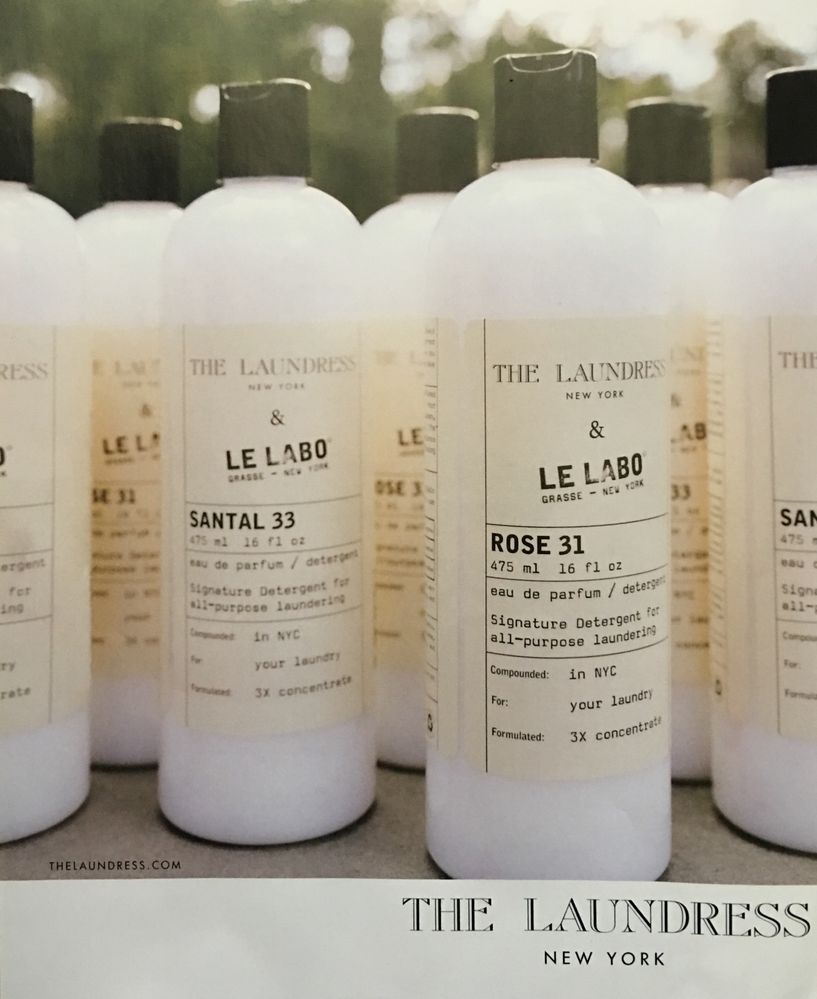 THE LAUNDRESS
NEW YORK
&
LE LABO
GRASSE — NEW YORK
SANTAL 33
475 ml 16 fl oz
eau de parfum / detergent
Signature Detergent for
all-purpose laundering
Compounded: in NYC
For: your laundry
Formulated: 3X concentrate
THE LAUNDRESS
NEW YORK
&
LE LABO
GRASSE — NEW YORK
ROSE 31
475 ml 16 fl oz
eau de parfum / detergent
Signature Detergent for
all-purpose laundering
Compounded: in NYC
For: your laundry
Formulated: 3X concentrate
THELAUNDRESS.COM
THE LAUNDRESS
NEW YORK